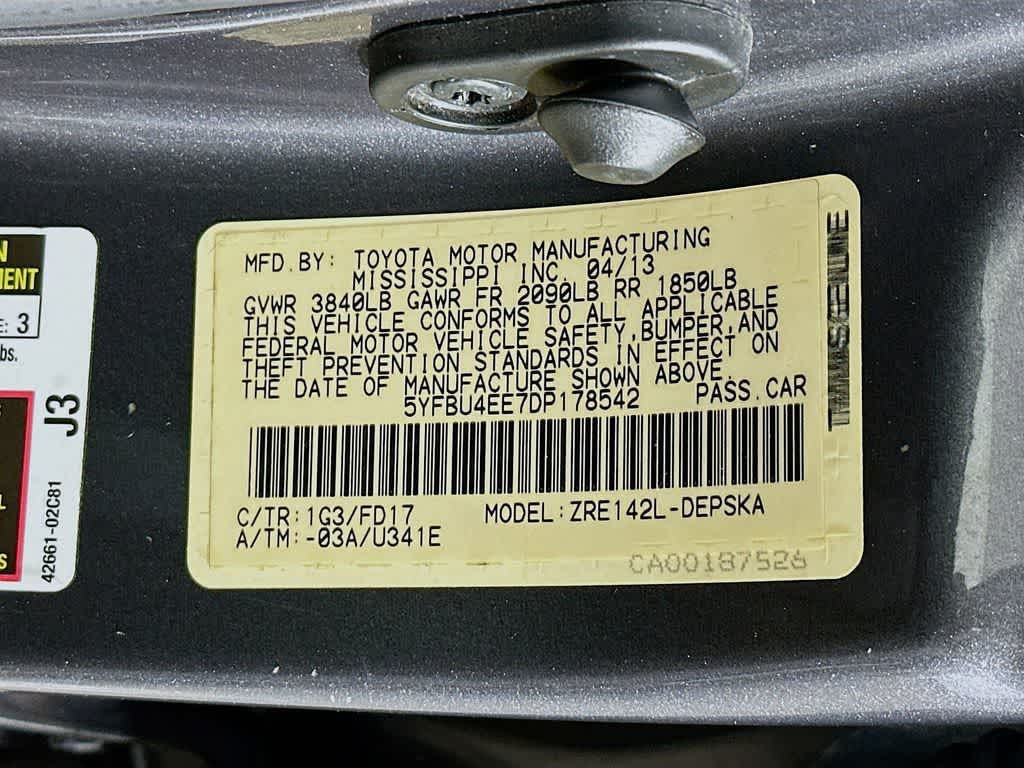 MFD.BY: TOYOTA MOTOR MANUFACTURING
MISSISSIPPI INC. 04/13
GVWR 3840LB GAWR FR 2090LB RR 1850LB
THIS VEHICLE CONFORMS TO ALL APPLICABLE
FEDERAL MOTOR VEHICLE SAFETY,BUMPER,AND
THEFT PREVENTION STANDARDS IN EFFECT ON
THE DATE OF MANUFACTURE SHOWN ABOVE.
5YFBU4EE7DP178542 PASS.CAR
C/TR:1G3/FD17 MODEL:ZRE142L-DEPSKA
A/TM:-03A/U341E
CA00187526
3
bs.
J3
42661-02C81